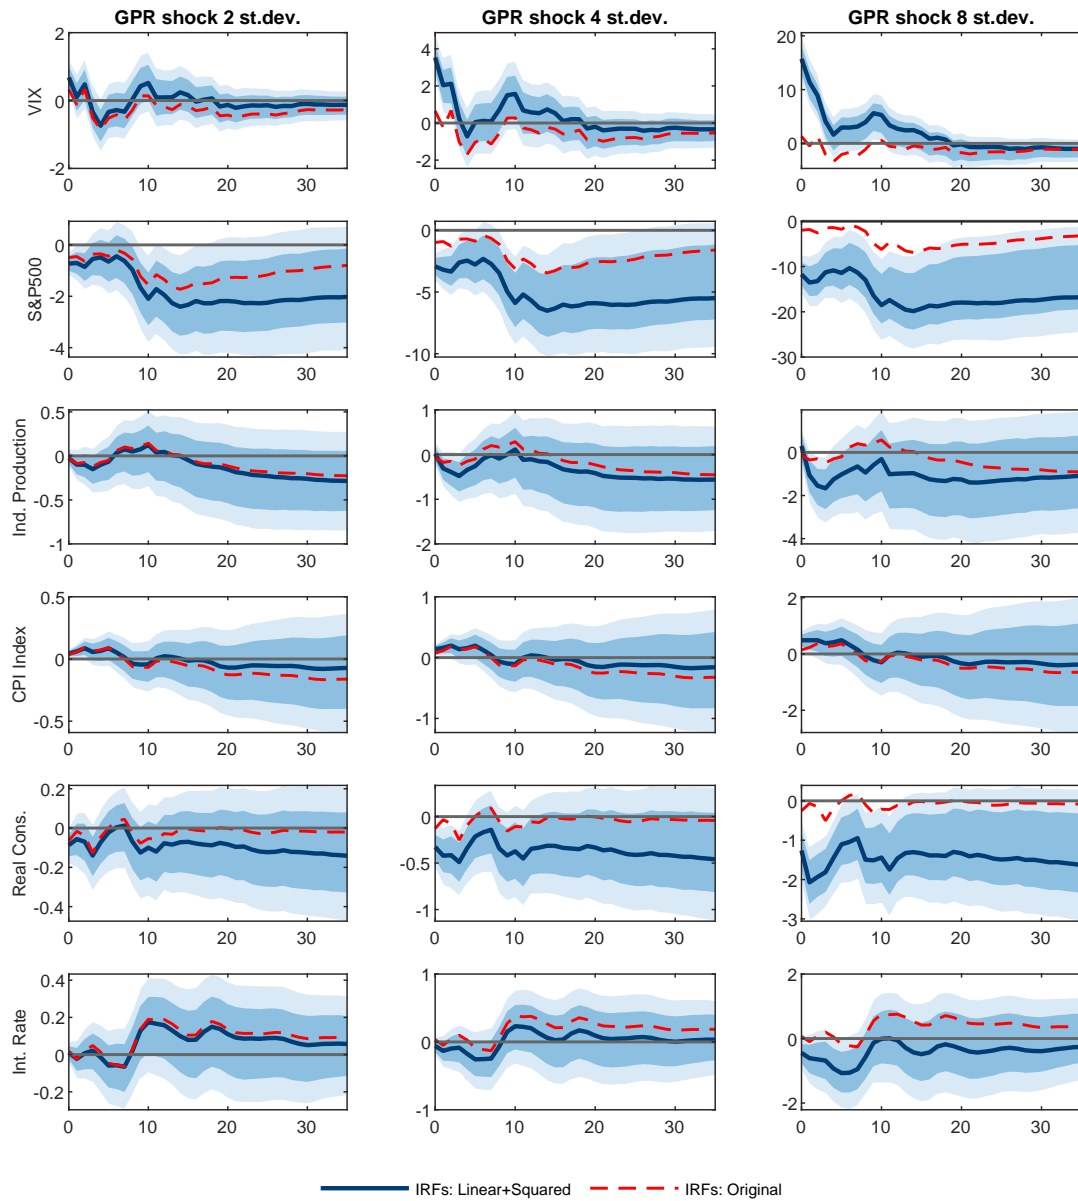 GPR shock 2 st.dev. GPR shock 4 st.dev. GPR shock 8 st.dev.
VIX
2
0
-2
0 10 20 30
4
2
0
-2
0 10 20 30
20
10
0
0 10 20 30
S&P500
0
-2
-4
0 10 20 30
0
-5
-10
0 10 20 30
0
-10
-20
-30
0 10 20 30
Ind. Production
0.5
0
-0.5
-1
0 10 20 30
1
0
-1
-2
0 10 20 30
0
-2
-4
0 10 20 30
CPI Index
0.5
0
-0.5
0 10 20 30
1
0
-1
0 10 20 30
2
0
-2
0 10 20 30
Real Cons.
0.2
0
-0.2
-0.4
0 10 20 30
0
-0.5
-1
0 10 20 30
0
-1
-2
-3
0 10 20 30
Int. Rate
0.4
0.2
0
-0.2
0 10 20 30
1
0
-1
0 10 20 30
2
0
-2
0 10 20 30
IRFs: Linear+Squared IRFs: Original